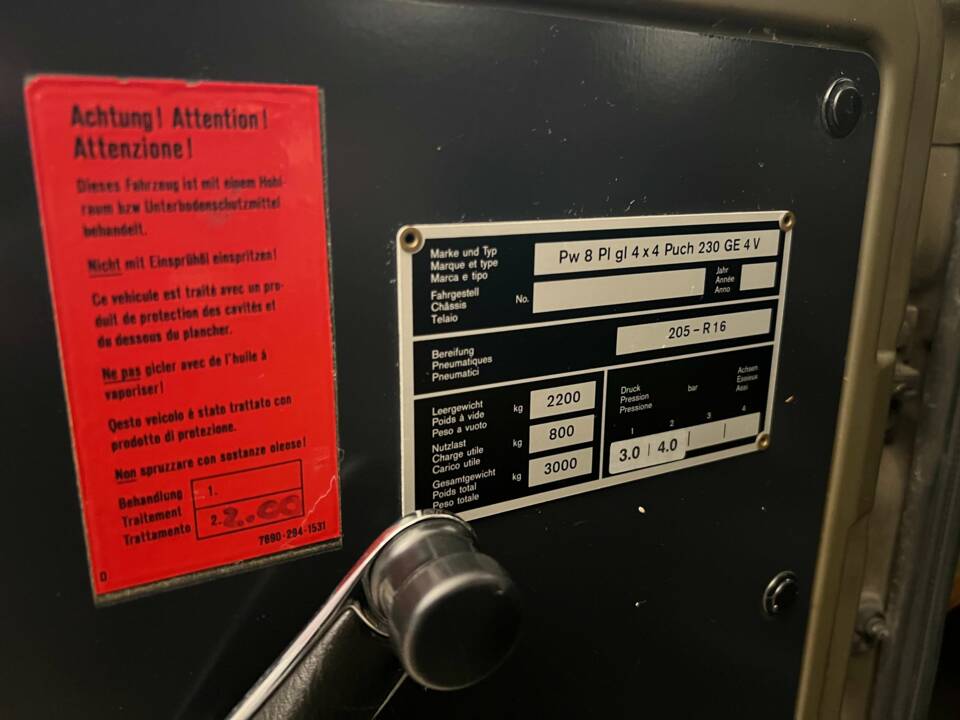 Achtung! Attention!
Attenzione!
Dieses Fahrzeug ist mit einem Hohl-
raum bzw Unterbodenschutzmittel
behandelt.
Nicht mit Einsprühöl einspritzen!
Ce vehicule est traité avec un pro-
duit de protection des cavités et
du dessous du plancher.
Ne pas gicler avec de l'huile à
vaporiser!
Qesto veicolo è stato trattato con
prodotto di protezione.
Non spruzzare con sostanze oleose!
Behandlung
Traitement
Trattamento
1.
2. 2..00
7690-294-1531
D
Marke und Typ
Marque et type
Marca e tipo
Pw 8 Pl gl 4 x 4 Puch 230 GE 4 V
Fahrgestell
Châssis
Telaio
No.
Jahr
Année
Anno
Bereifung
Pneumatiques
Pneumatici
205 - R 16
Leergewicht
Poids à vide
Peso a vuoto
kg
2200
Nutzlast
Charge utile
Carico utile
kg
800
Gesamtgewicht
Poids total
Peso totale
kg
3000
Druck
Pression
Pressione
bar
Achsen
Essieux
Assi
1 2 3 4
3.0 4.0